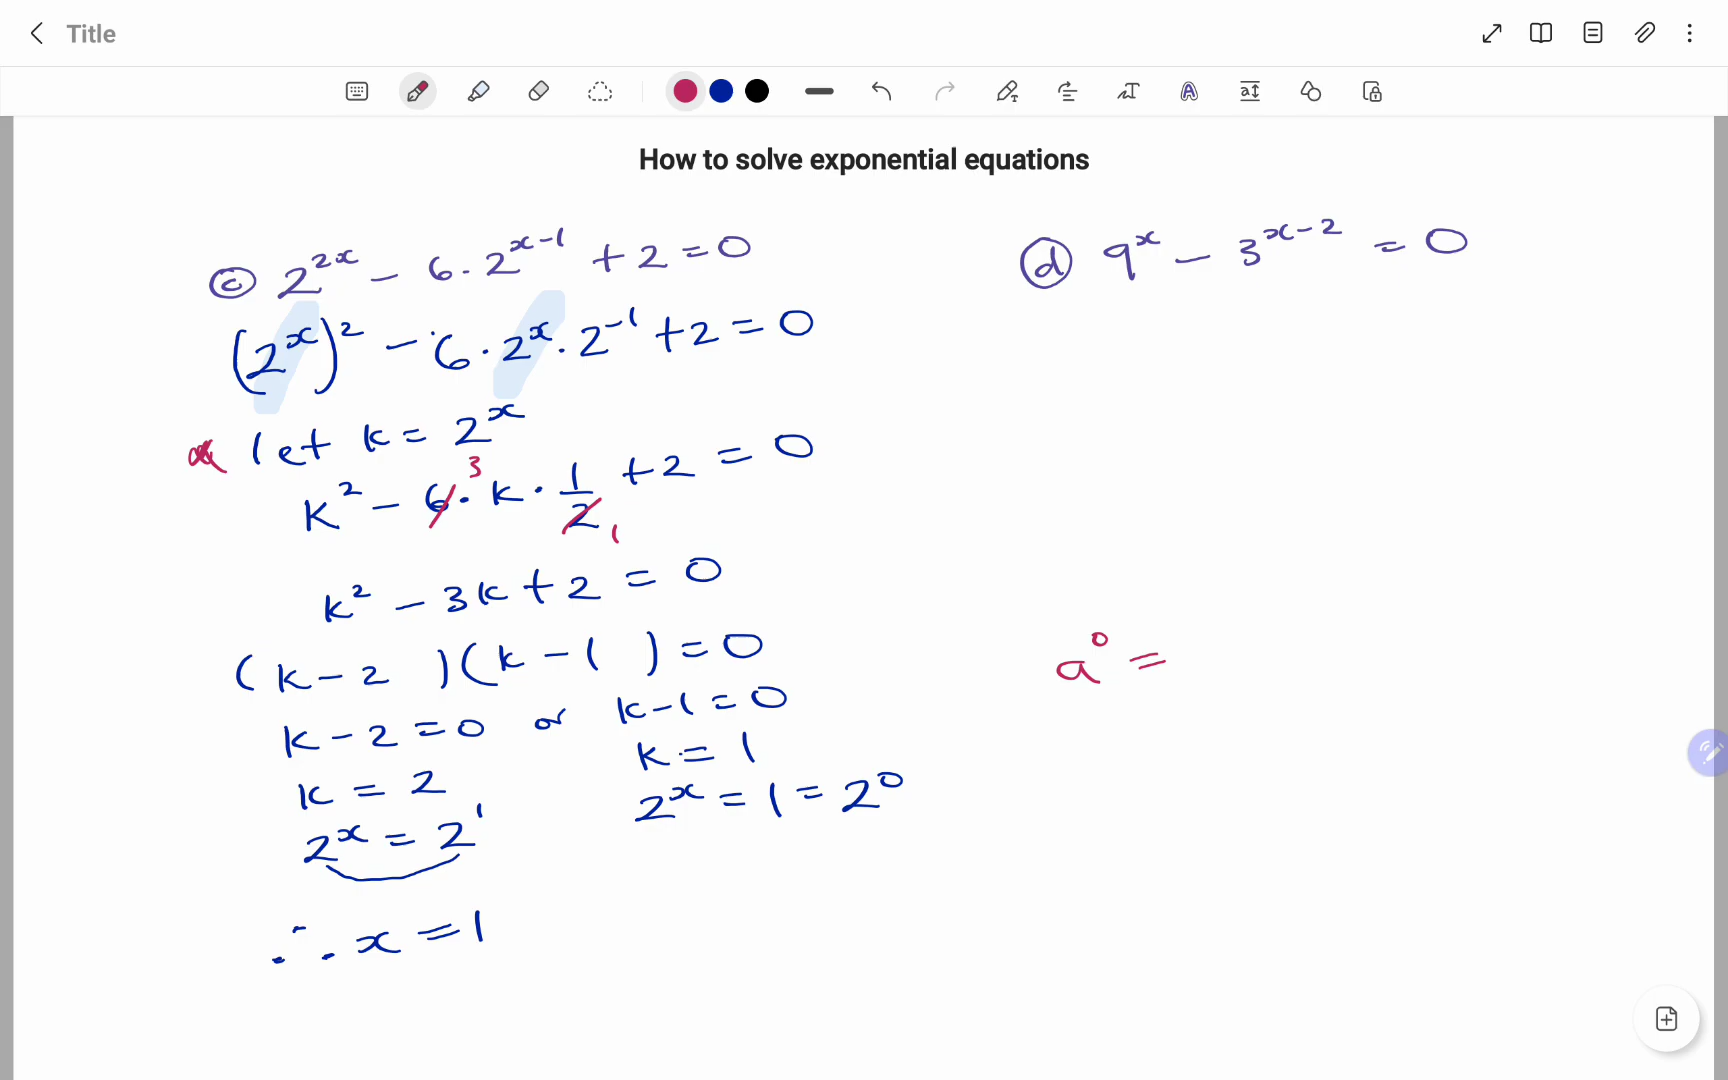 Title
How to solve exponential equations
ⓒ 2^{2x} - 6 · 2^{x-1} + 2 = 0
(2^x)^2 - 6 · 2^x · 2^{-1} + 2 = 0
let k = 2^x
k^2 - 6 3 · k · 1/2 1 + 2 = 0
k^2 - 3k + 2 = 0
(k - 2 )(k - 1 ) = 0
k - 2 = 0 or k - 1 = 0
k = 2 k = 1
2^x = 2^1 2^x = 1 = 2^0
∴ x = 1
ⓓ 9^x - 3^{x-2} = 0
a^0 =